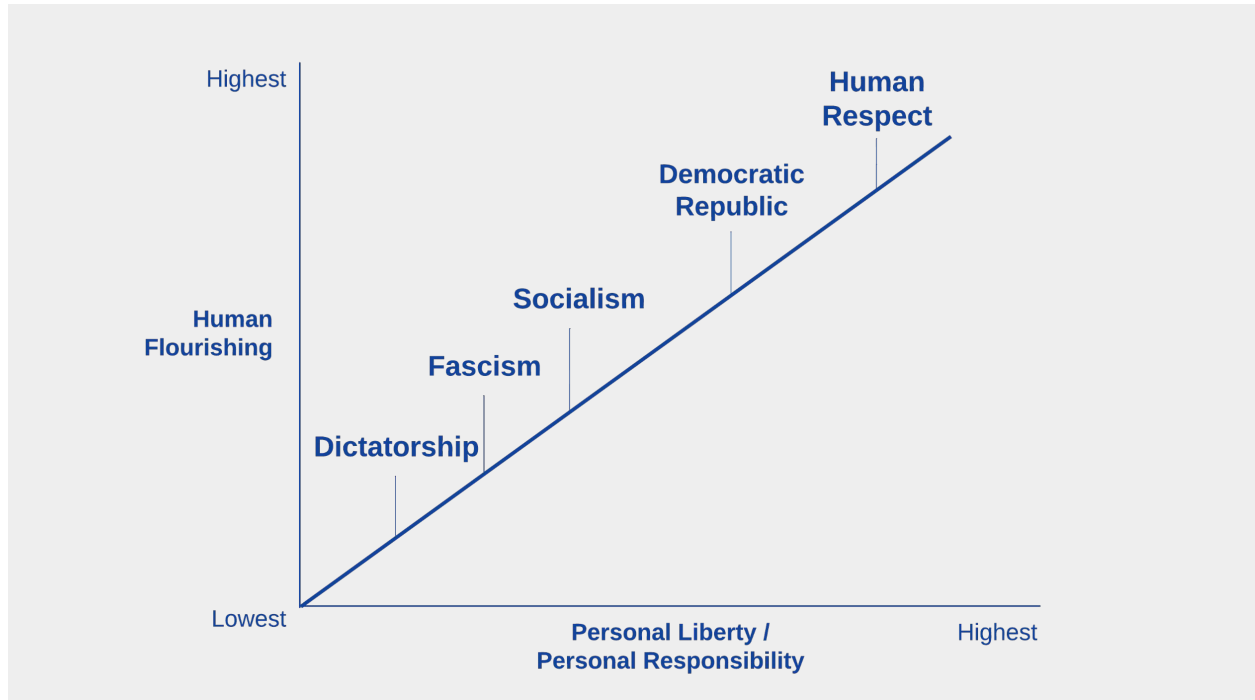 Highest
Human
Respect
Democratic
Republic
Socialism
Human
Flourishing
Fascism
Dictatorship
Lowest
Personal Liberty /
Personal Responsibility
Highest